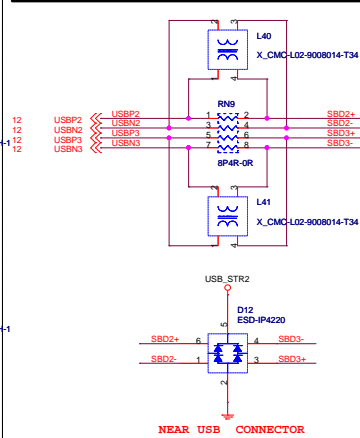 2 3
L40
X_CMC-L02-9008014-T34
1 4
RN9
12 USBP2 USBP2 1 2 SBD2+
12 USBN2 USBN2 3 4 SBD2-
12 USBP3 USBP3 5 6 SBD3+
12 USBN3 USBN3 7 8 SBD3-
H-1
8P4R-0R
2 3
L41
X_CMC-L02-9008014-T34
1 4
USB_STR2
D12
ESD-IP4220
H-1
5
SBD2+ 6 4 SBD3-
SBD2- 1 3 SBD3+
2
NEAR USB CONNECTOR